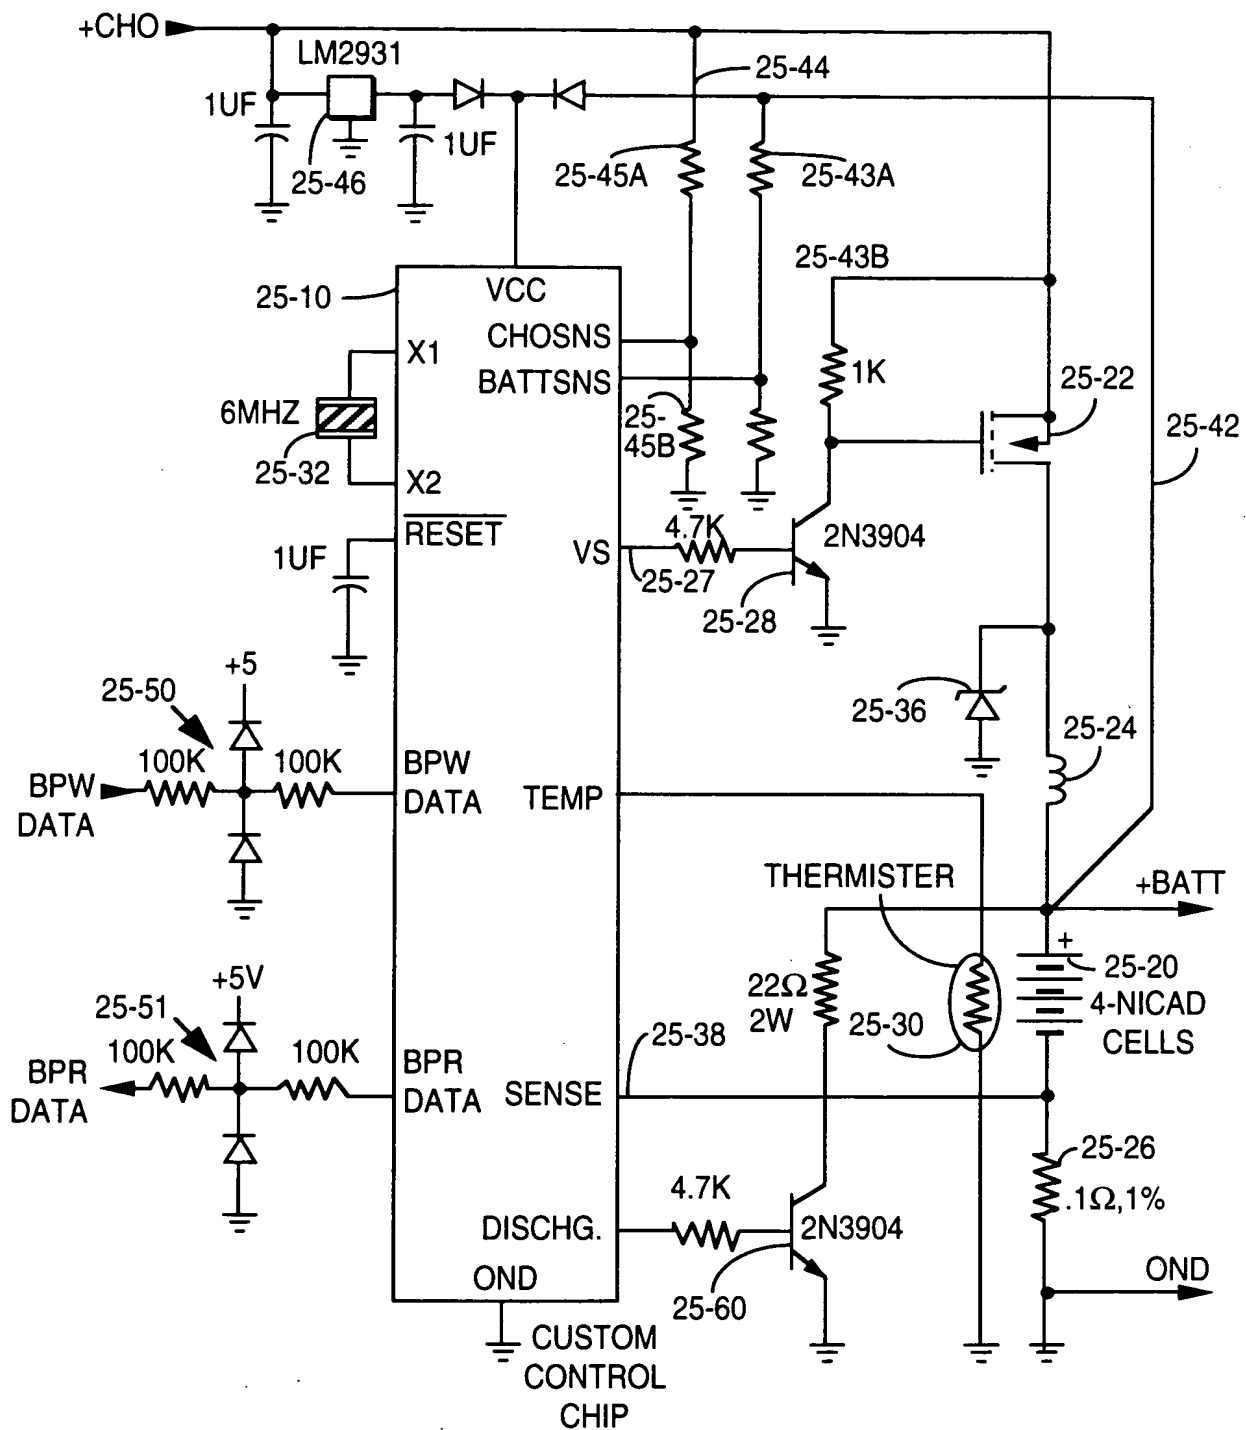 +CHO
LM2931
25-44
1UF
1UF
25-46
25-45A
25-43A
25-43B
25-10
VCC
CHOSNS
X1
BATTSNS
1K
25-22
6MHZ
25-
45B
25-42
25-32
X2
RESET
4.7K
2N3904
1UF
VS
25-27
25-28
+5
25-50
25-36
25-24
100K
100K
BPW
DATA
BPW
DATA
TEMP
THERMISTER
+BATT
+
25-20
4-NICAD
CELLS
22Ω
2W
25-30
+5V
25-51
25-38
100K
100K
BPR
DATA
BPR
DATA
SENSE
25-26
.1Ω,1%
4.7K
DISCHG.
2N3904
OND
OND
25-60
CUSTOM
CONTROL
CHIP